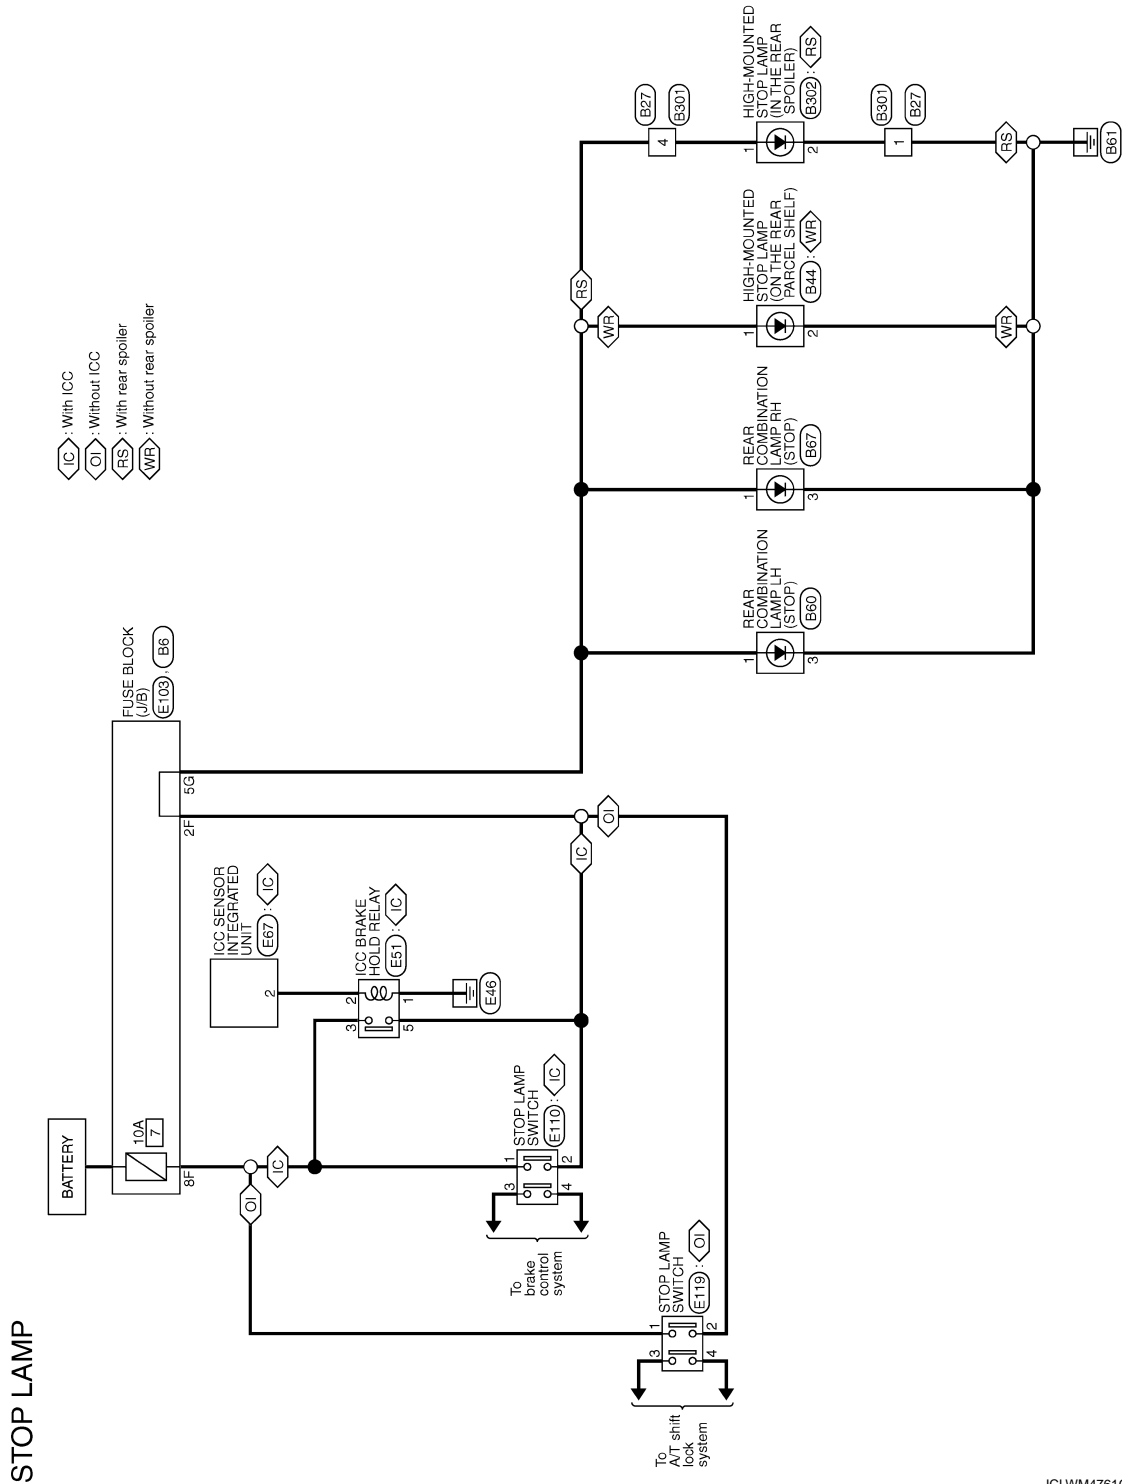 STOP LAMP
BATTERY
10A
7
8F
FUSE BLOCK
(J/B)
E103 , B6
2F
5G
IC : With ICC
OI : Without ICC
RS : With rear spoiler
WR : Without rear spoiler
OI
IC
ICC SENSOR
INTEGRATED
UNIT
E67 : IC
2
ICC BRAKE
HOLD RELAY
E51 : IC
2
3
1
5
E46
STOP LAMP
SWITCH
E110 : IC
1
3
2
4
To
brake
control
system
STOP LAMP
SWITCH
E119 : OI
1
3
2
4
To
A/T shift
lock
system
IC
OI
RS
WR
REAR
COMBINATION
LAMP LH
(STOP)
B60
1
3
REAR
COMBINATION
LAMP RH
(STOP)
B67
1
3
HIGH-MOUNTED
STOP LAMP
(ON THE REAR
PARCEL SHELF)
B44 : WR
1
2
WR
B27
B301
4
HIGH-MOUNTED
STOP LAMP
(IN THE REAR
SPOILER)
B302 : RS
1
2
B301
B27
1
RS
B61